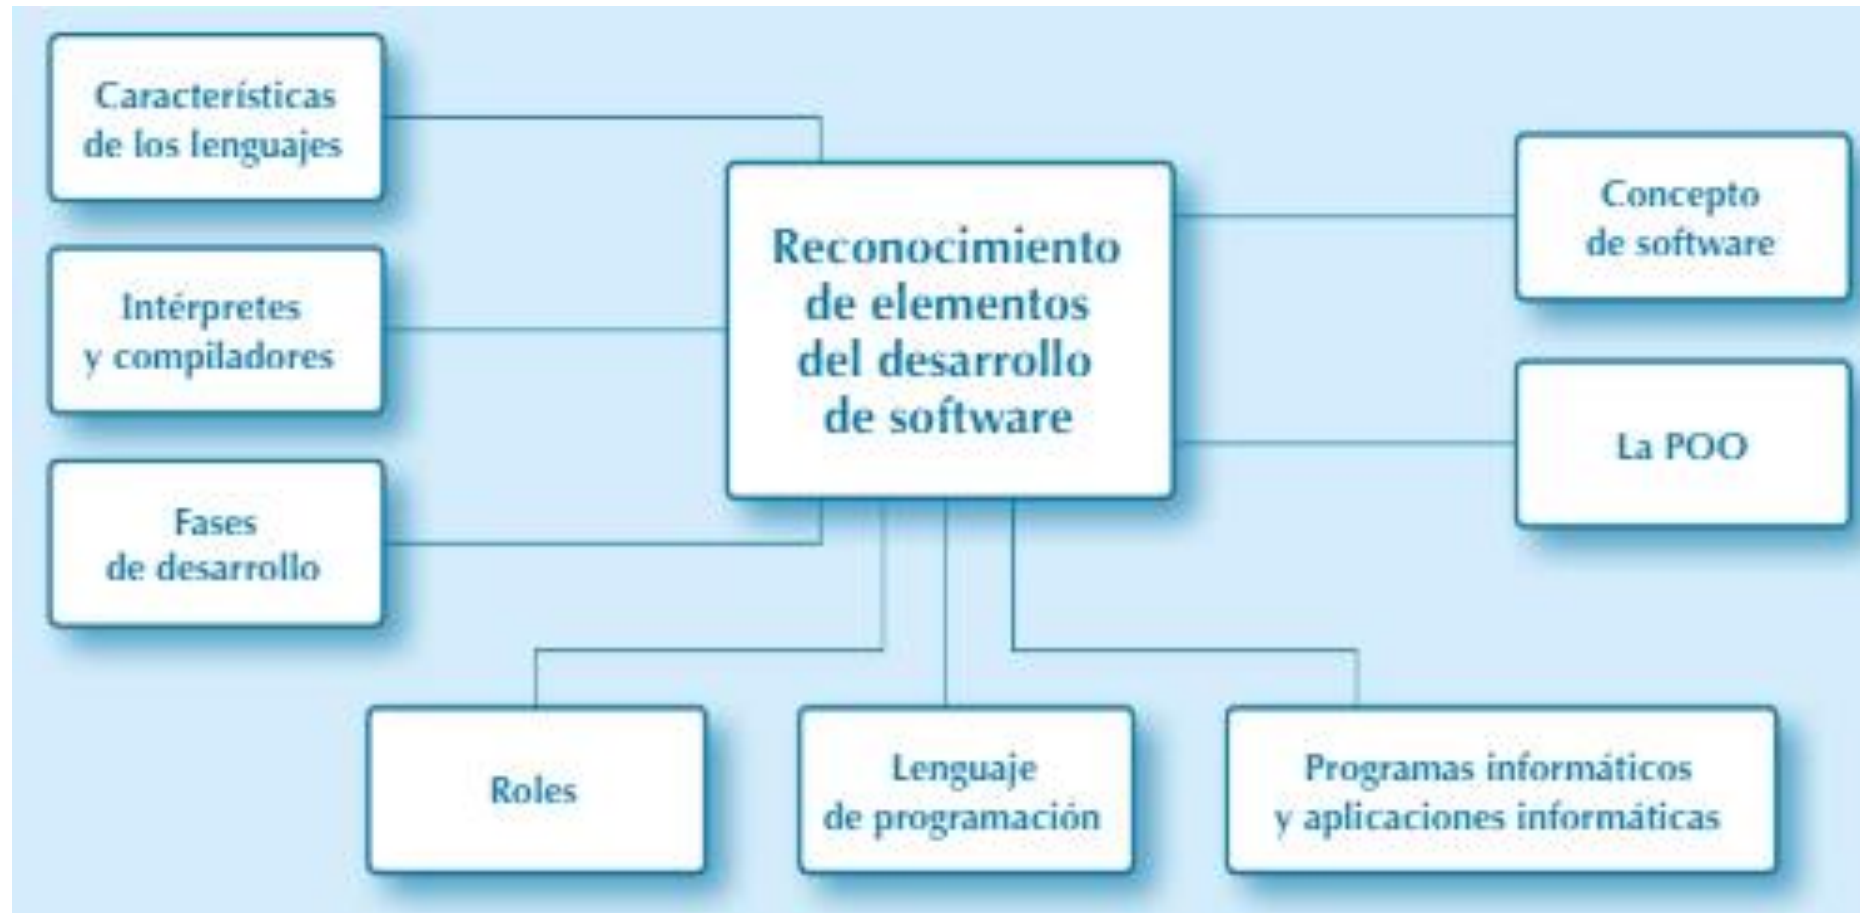 Características
de los lenguajes
Intérpretes
y compiladores
Fases
de desarrollo
Reconocimiento
de elementos
del desarrollo
de software
Concepto
de software
La POO
Roles
Lenguaje
de programación
Programas informáticos
y aplicaciones informáticas